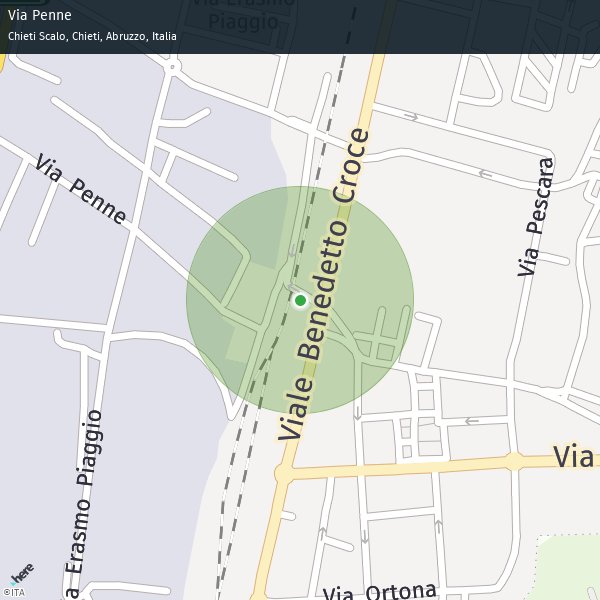 Via Penne
Chieti Scalo, Chieti, Abruzzo, Italia
Via Erasmo
Piaggio
Viale Benedetto Croce
Via Penne
Via Pescara
a Erasmo Piaggio
Via
Via Ortona
here
©ITA